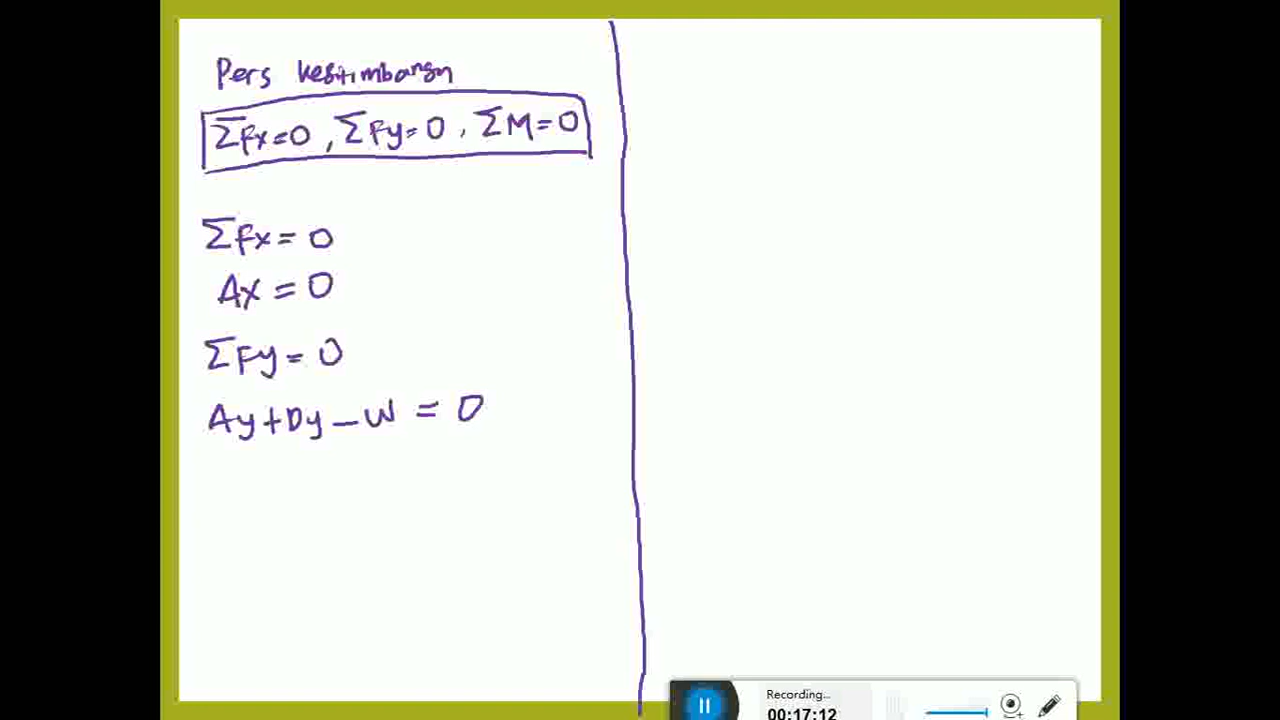 Pers kesitimbangn
ΣFx=0, ΣFy=0, ΣM=0
ΣFx=0
Ax=0
ΣFy=0
Ay+Dy-W=0
Recording...
00:17:12